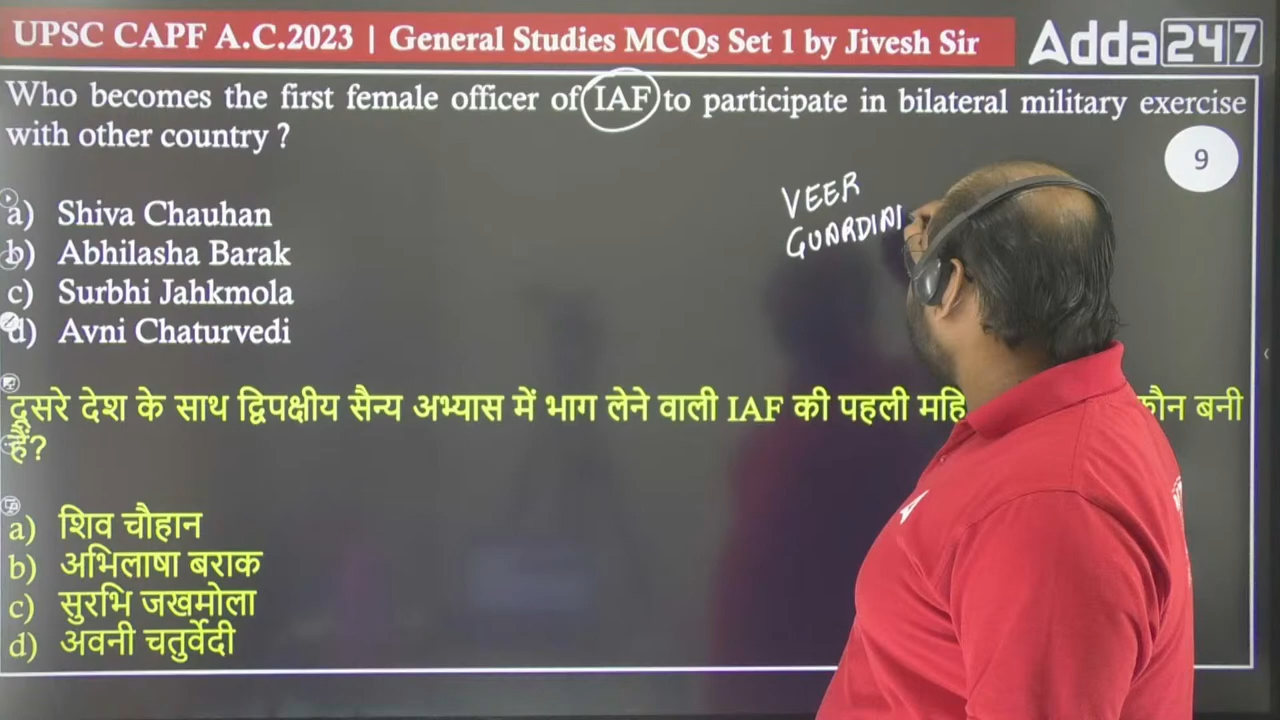 UPSC CAPF A.C.2023 | General Studies MCQs Set 1 by Jivesh Sir
Adda247
Who becomes the first female officer of IAF to participate in bilateral military exercise
with other country ?
9
VEER
GUARDIAN
a) Shiva Chauhan
b) Abhilasha Barak
c) Surbhi Jahkmola
d) Avni Chaturvedi
दूसरे देश के साथ द्विपक्षीय सैन्य अभ्यास में भाग लेने वाली IAF की पहली कौन बनी
हैं?
a) शिव चौहान
b) अभिलाषा बराक
c) सुरभि जखमोला
d) अवनी चतुर्वेदी